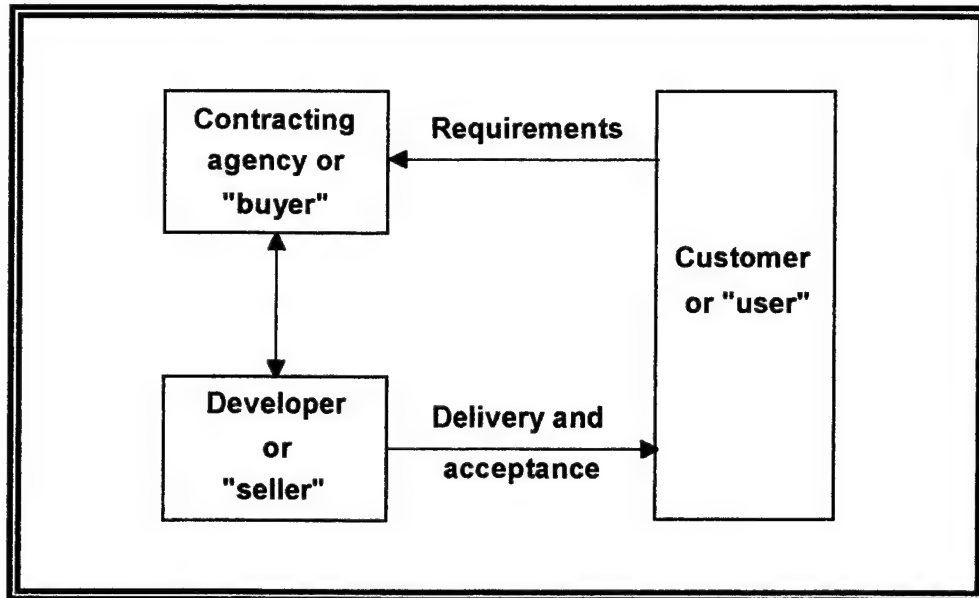 Contracting
agency or
"buyer"
Requirements
Customer
or "user"
Developer
or
"seller"
Delivery and
acceptance